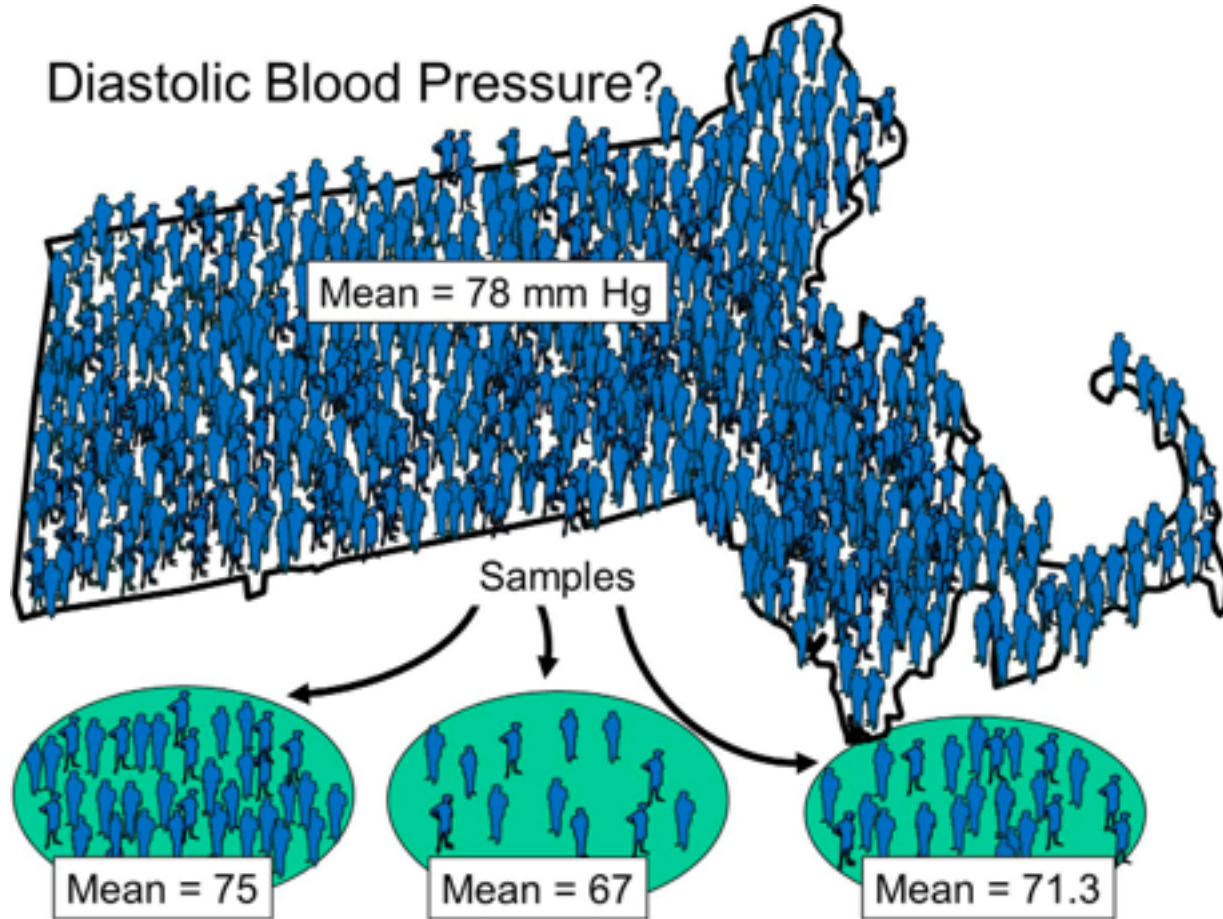 Diastolic Blood Pressure?
Mean = 78 mm Hg
Samples
Mean = 75
Mean = 67
Mean = 71.3